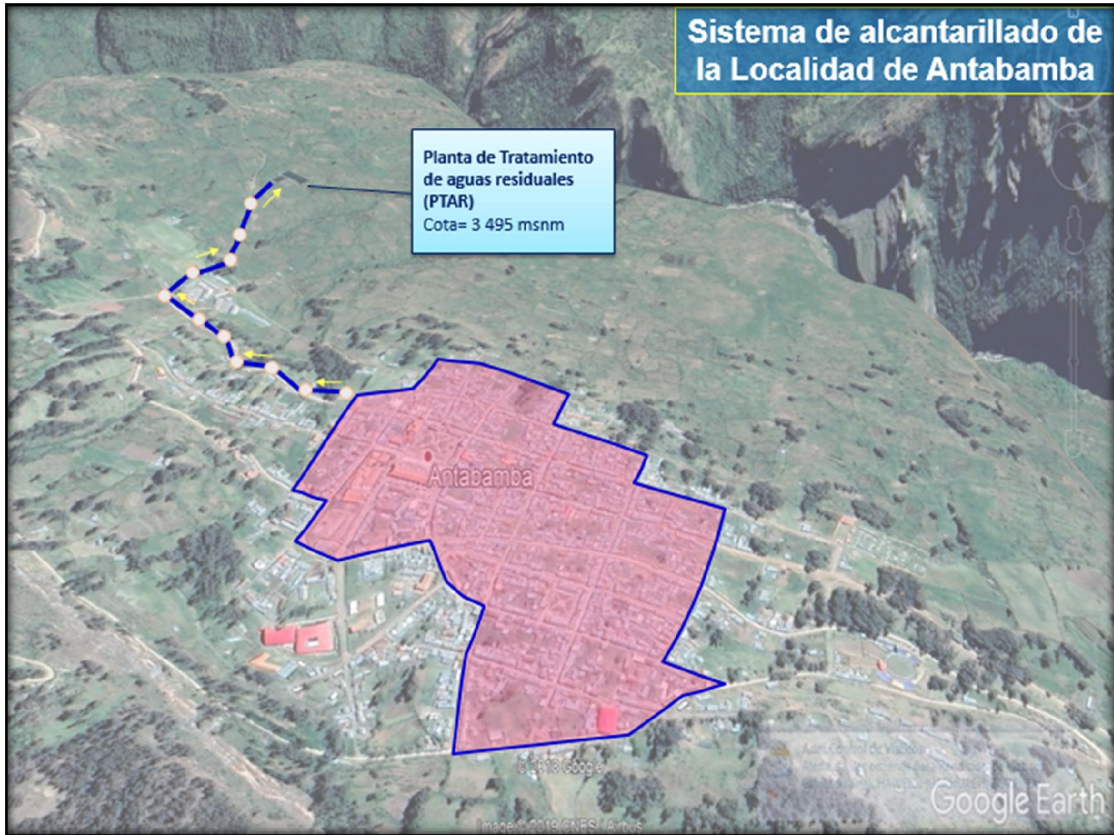 Sistema de alcantarillado de
la Localidad de Antabamba
Planta de Tratamiento
de aguas residuales
(PTAR)
Cota= 3 495 msnm
Antabamba
Google Earth